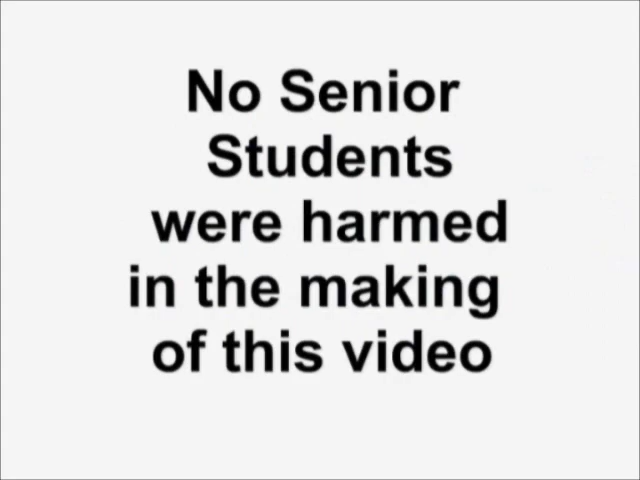 No Senior
Students
were harmed
in the making
of this video